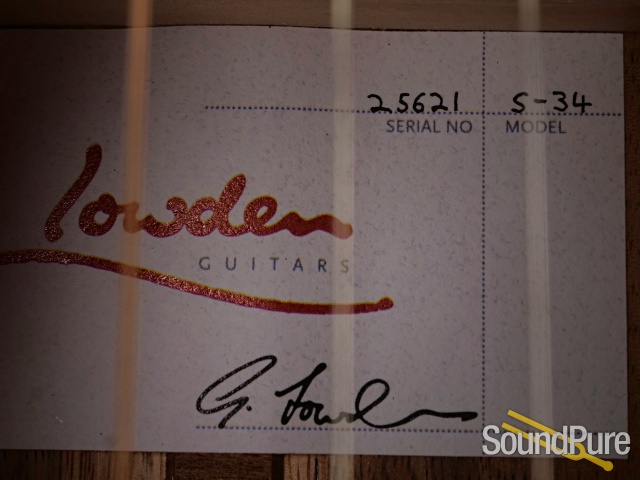 25621 S-34
SERIAL NO MODEL
lowden
GUITARS
G. Lowden
SoundPure